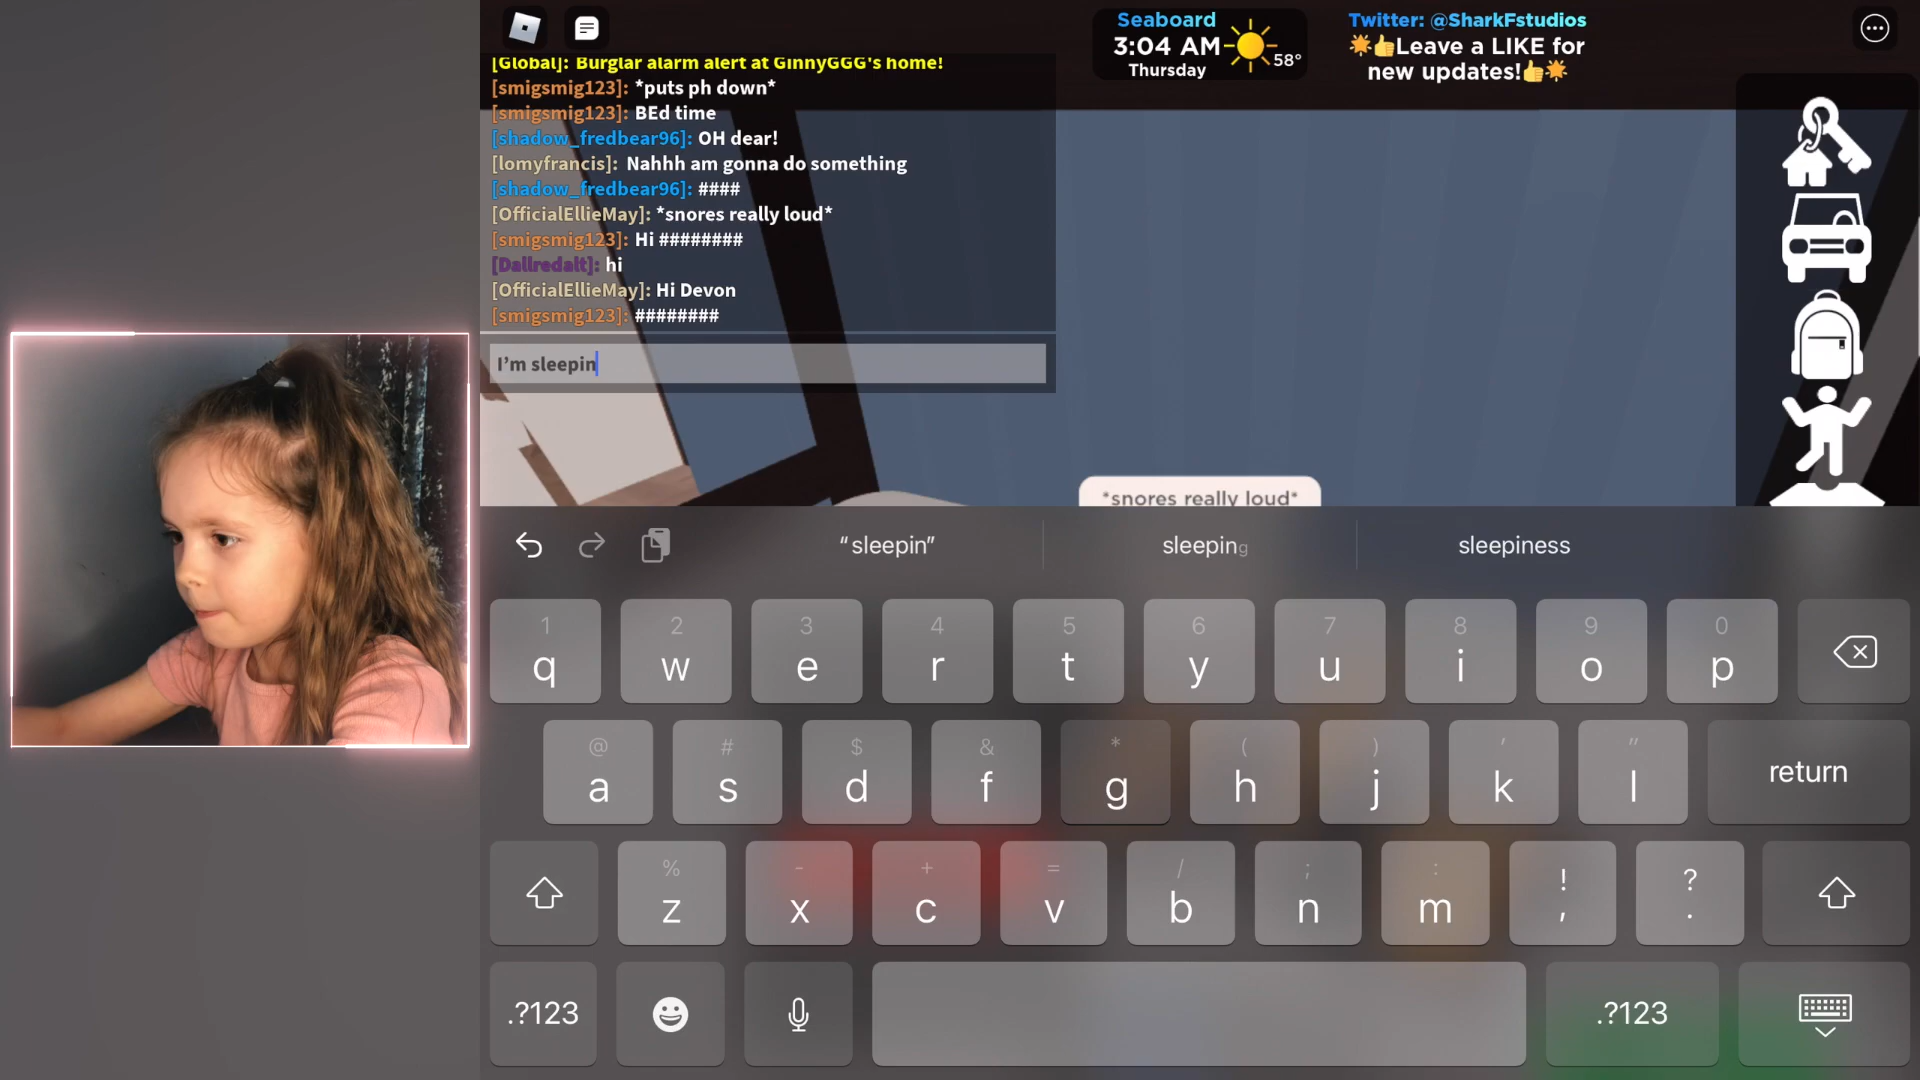 Seaboard
3:04 AM
58°
Thursday
Twitter: @SharkFstudios
Leave a LIKE for
new updates!
[Global]: Burglar alarm alert at GinnyGGG's home!
[smigsmig123]: *puts ph down*
[smigsmig123]: BEd time
[shadow_fredbear96]: OH dear!
[lomyfrancis]: Nahhh am gonna do something
[shadow_fredbear96]: ####
[OfficialEllieMay]: *snores really loud*
[smigsmig123]: Hi ########
[Dallredalt]: hi
[OfficialEllieMay]: Hi Devon
[smigsmig123]: ########
I'm sleepin
*snores really loud*
"sleepin" sleeping sleepiness
1 2 3 4 5 6 7 8 9 0
q w e r t y u i o p
@ # $ & * ( ) ' "
a s d f g h j k l return
% - + = / ; : ! ?
z x c v b n m , .
.?123 .?123